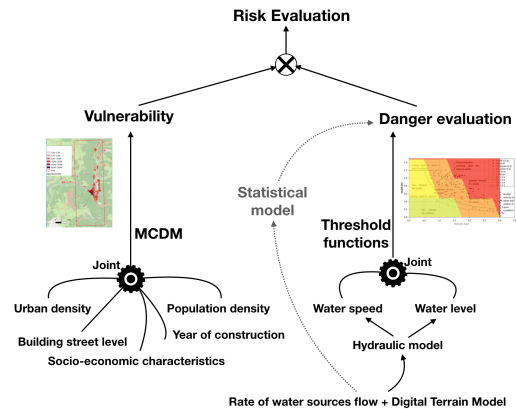 Risk Evaluation
Vulnerability
Danger evaluation
Statistical
model
MCDM
Threshold
functions
Joint
Joint
Urban density
Population density
Building street level
Year of construction
Socio-economic characteristics
Water speed
Water level
Hydraulic model
Rate of water sources flow + Digital Terrain Model